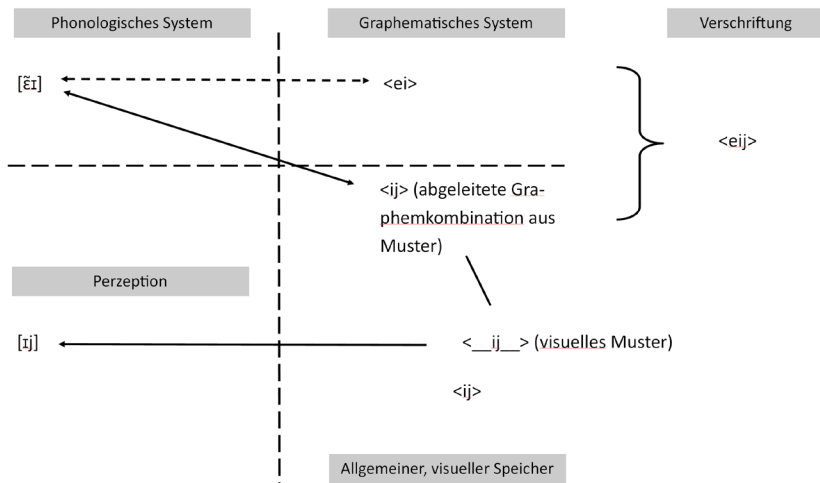 Phonologisches System
Graphematisches System
Verschriftung
[ɛ̃ɪ]
<ei>
<eij>
<ij> (abgeleitete Gra-
phemkombination aus
Muster)
Perzeption
[ɪj]
<__ij__> (visuelles Muster)
<ij>
Allgemeiner, visueller Speicher